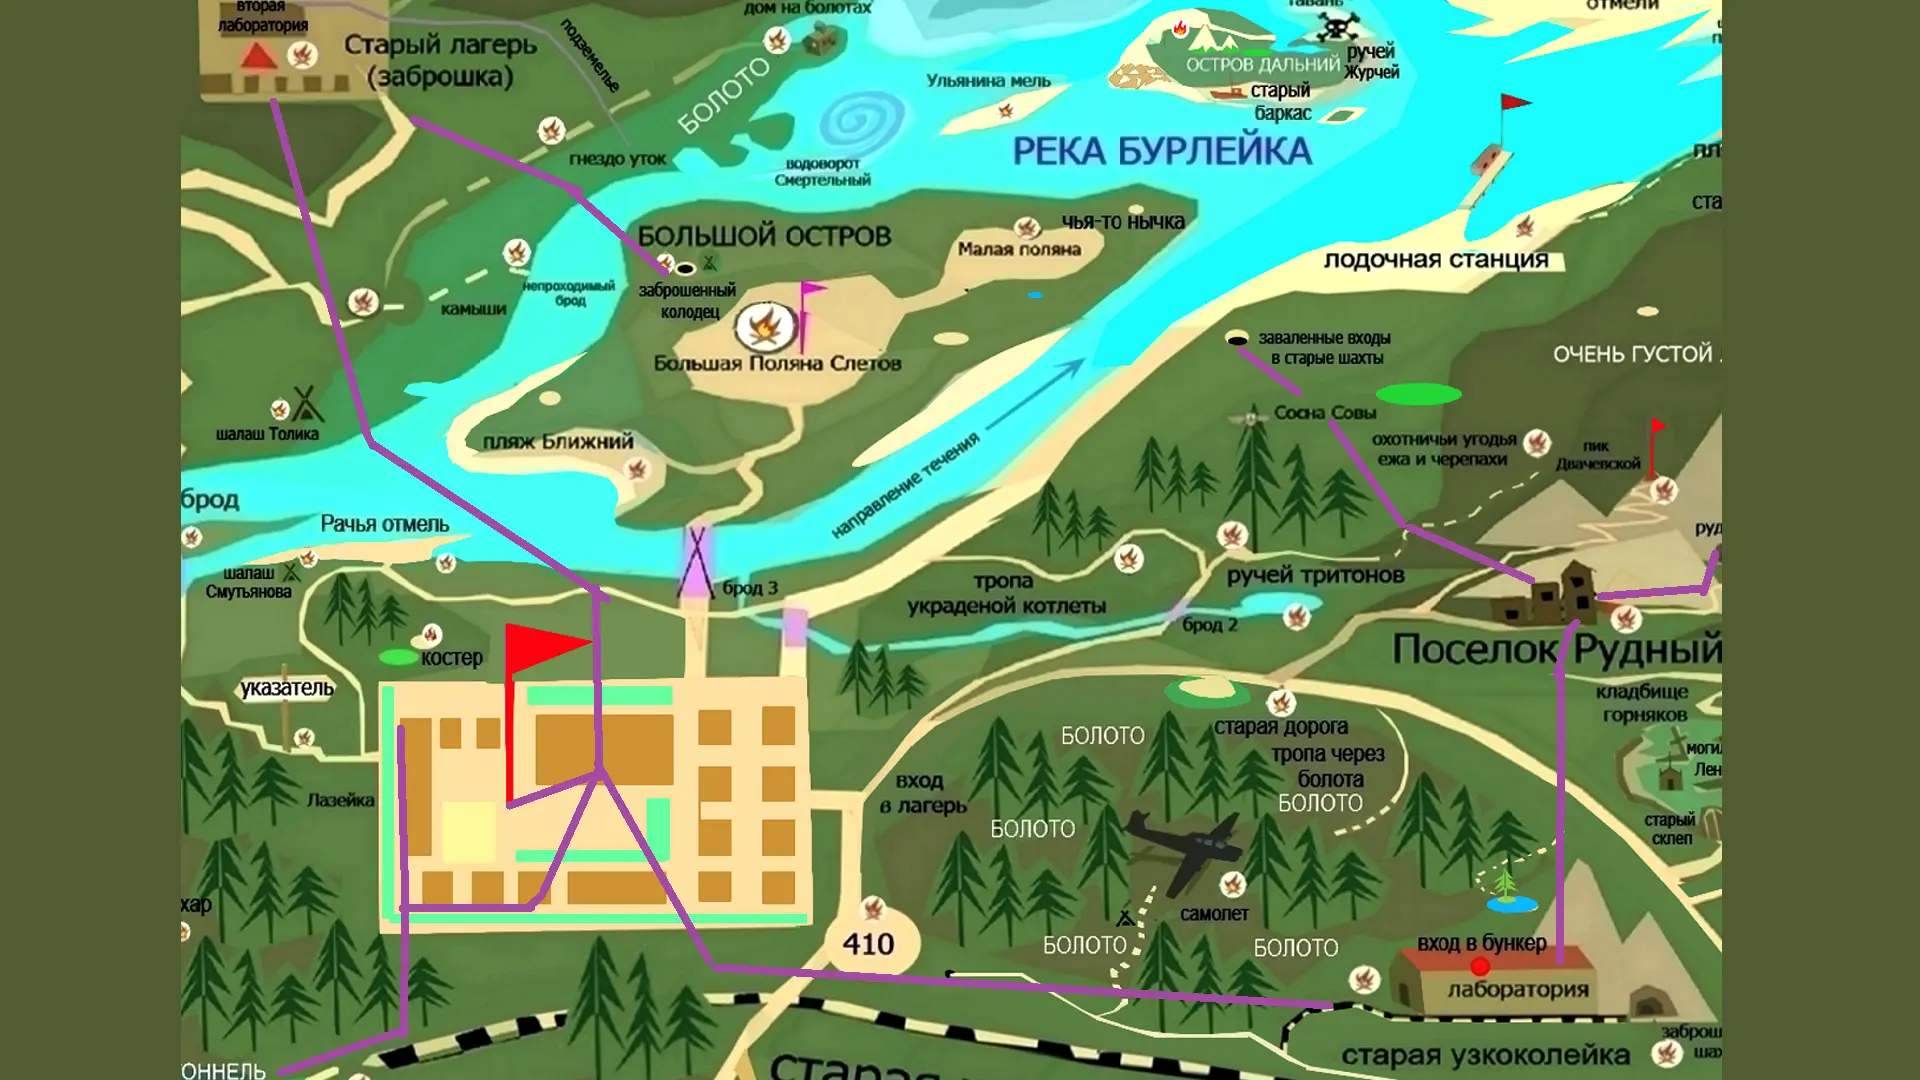 вторая
лаборатория
Старый лагерь
(заброшка)
подземелье
дом на болотах
БОЛОТО
Ульянина мель
ОСТРОВ ДАЛЬНИЙ
ручей
Журчей
старый
баркас
отмели
РЕКА БУРЛЕЙКА
гнездо уток
водоворот
Смертельный
БОЛЬШОЙ ОСТРОВ
чья-то нычка
Малая поляна
лодочная станция
непроходимый
брод
камыши
заброшенный
колодец
Большая Поляна Слетов
заваленные входы
в старые шахты
ОЧЕНЬ ГУСТОЙ
Сосна Совы
охотничьи угодья
ежа и черепахи
пик
Двачевской
шалаш Толика
пляж Ближний
направление течения
брод
Рачья отмель
шалаш
Смутьянова
брод 3
тропа
украденой котлеты
ручей тритонов
брод 2
Поселок Рудный
костер
указатель
кладбище
горняков
старая дорога
тропа через
болота
БОЛОТО
БОЛОТО
БОЛОТО
Лазейка
вход
в лагерь
старый
склеп
самолет
410
БОЛОТО
БОЛОТО
вход в бункер
лаборатория
старая узкоколейка